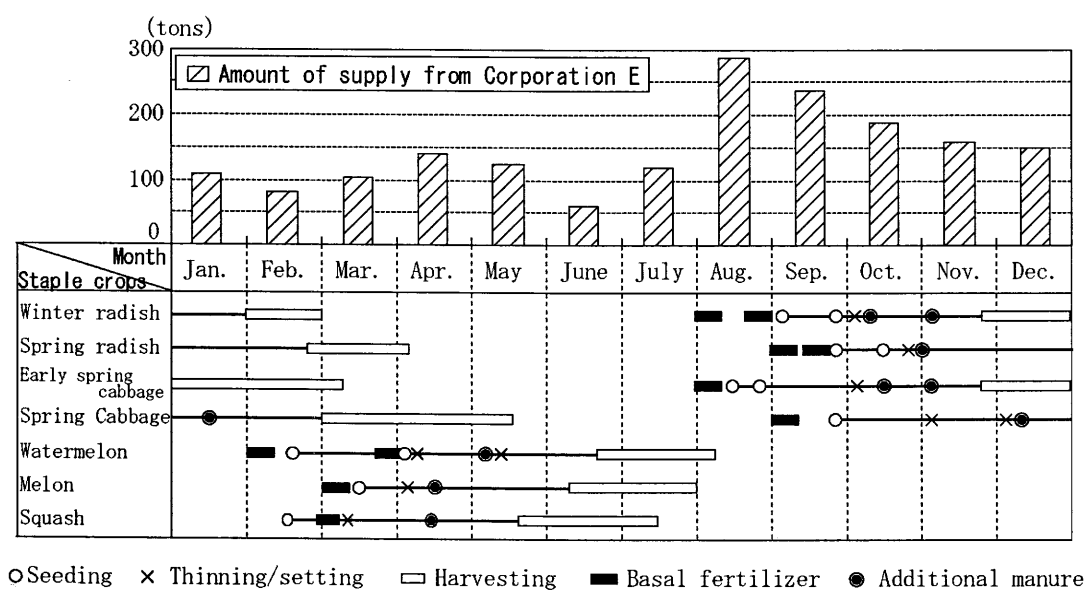 (tons)
300
Amount of supply from Corporation E
200
100
0
Month
Staple crops
Jan. Feb. Mar. Apr. May June July Aug. Sep. Oct. Nov. Dec.
Winter radish
Spring radish
Early spring
cabbage
Spring Cabbage
Watermelon
Melon
Squash
Seeding Thinning/setting Harvesting Basal fertilizer Additional manure